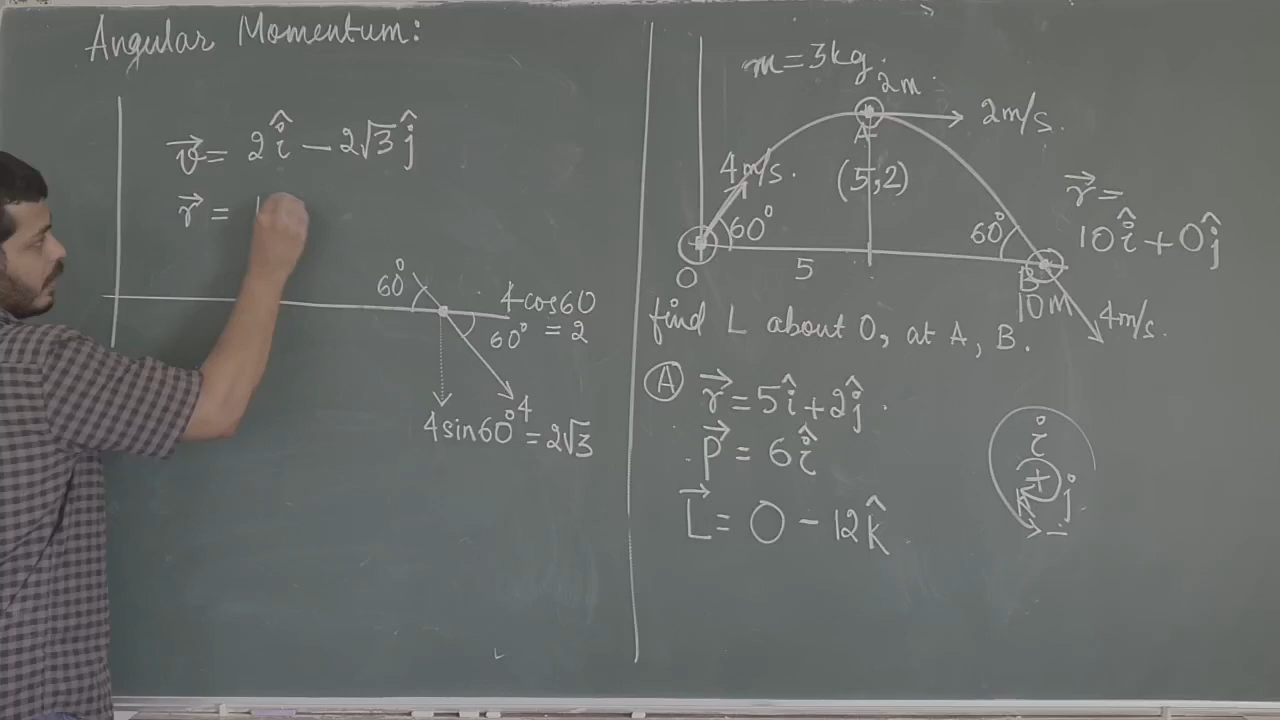 Angular Momentum:
v⃗ = 2î − 2√3ĵ
r⃗ =
60°
4cos60
= 2
60°
4
4sin60° = 2√3
m = 3kg.
2m.
A
2m/s.
4m/s.
(5,2)
60°
60°
r⃗ =
10î + 0ĵ
O
5
B
10m
4m/s.
find L about O, at A, B.
A r⃗ = 5î + 2ĵ.
P⃗ = 6î
L⃗ = 0 − 12k̂
i
+
k j
−